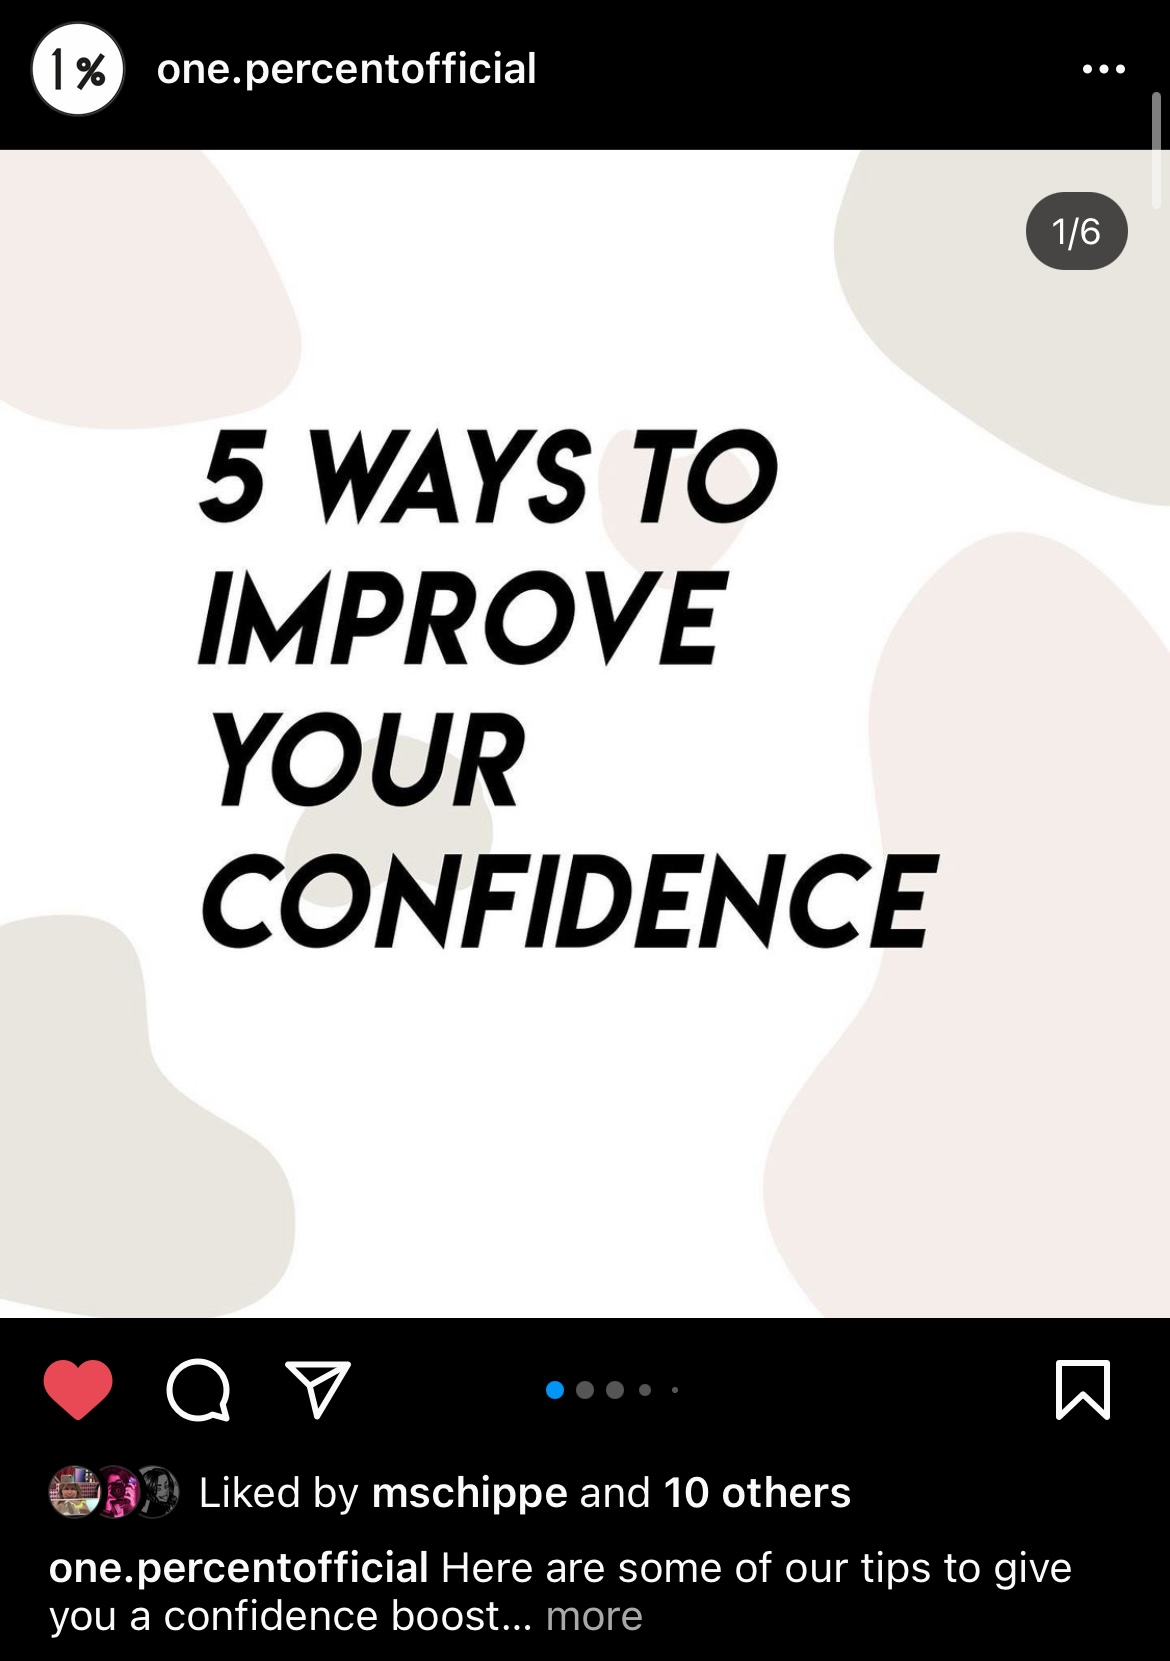 1%
one.percentofficial
1/6
5 WAYS TO
IMPROVE
YOUR
CONFIDENCE
Liked by mschippe and 10 others
one.percentofficial Here are some of our tips to give
you a confidence boost... more